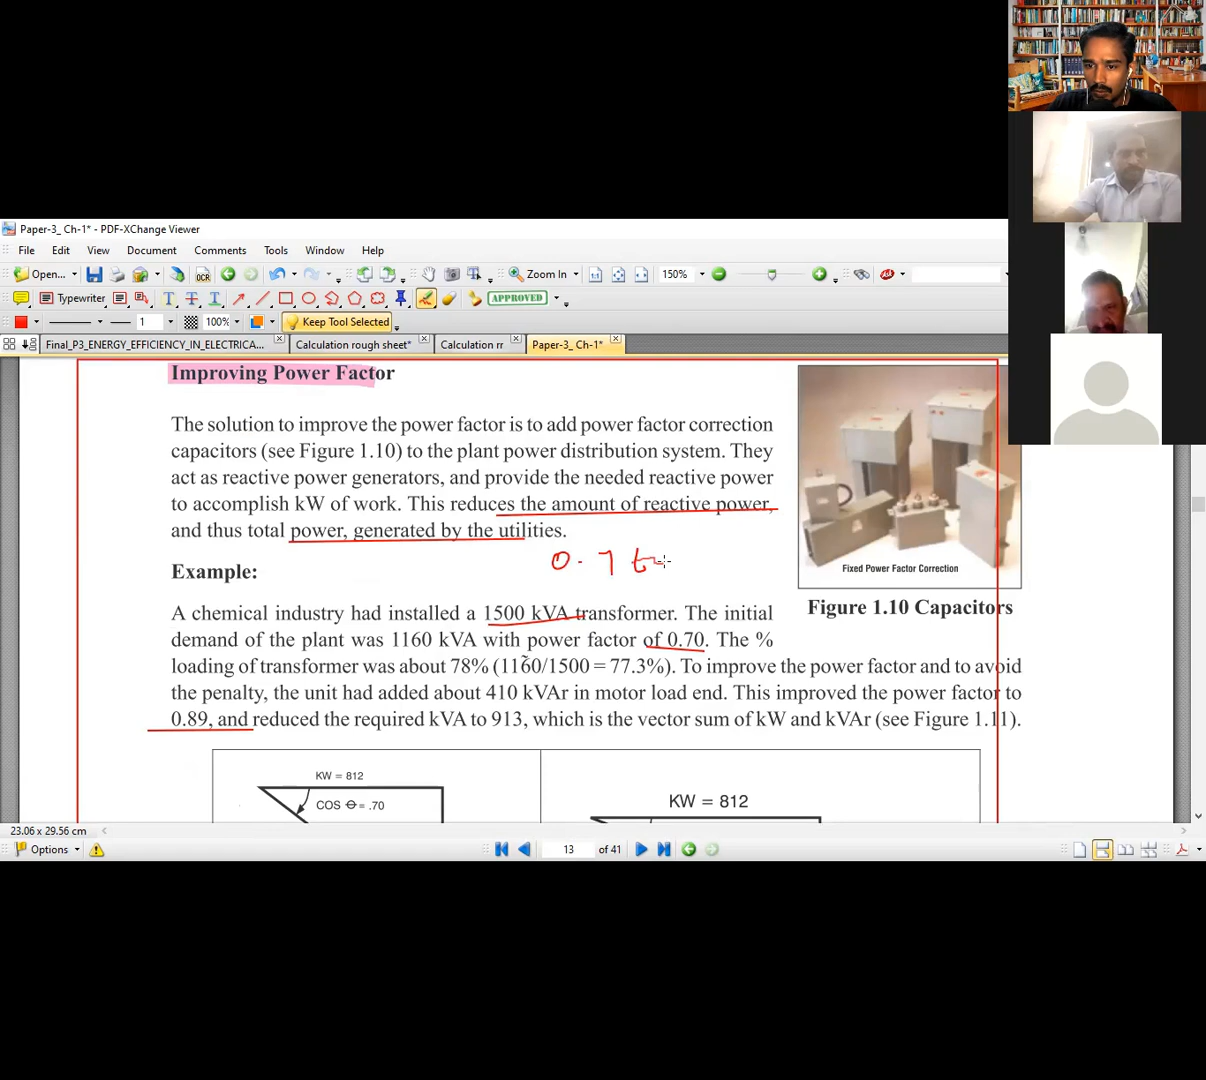 Paper-3_ Ch-1* - PDF-XChange Viewer
File Edit View Document Comments Tools Window Help
Open... OCR Zoom In 150%
Typewriter APPROVED
1 100% Keep Tool Selected
Final_P3_ENERGY_EFFICIENCY_IN_ELECTRICA... Calculation rough sheet* Calculation rr Paper-3_ Ch-1*
Improving Power Factor
The solution to improve the power factor is to add power factor correction
capacitors (see Figure 1.10) to the plant power distribution system. They
act as reactive power generators, and provide the needed reactive power
to accomplish kW of work. This reduces the amount of reactive power,
and thus total power, generated by the utilities.
0.7 to
Fixed Power Factor Correction
Example:
Figure 1.10 Capacitors
A chemical industry had installed a 1500 kVA transformer. The initial
demand of the plant was 1160 kVA with power factor of 0.70. The %
loading of transformer was about 78% (1160/1500 = 77.3%). To improve the power factor and to avoid
the penalty, the unit had added about 410 kVAr in motor load end. This improved the power factor to
0.89, and reduced the required kVA to 913, which is the vector sum of kW and kVAr (see Figure 1.11).
KW = 812
COS Ө = .70
KW = 812
23.06 x 29.56 cm
Options 13 of 41